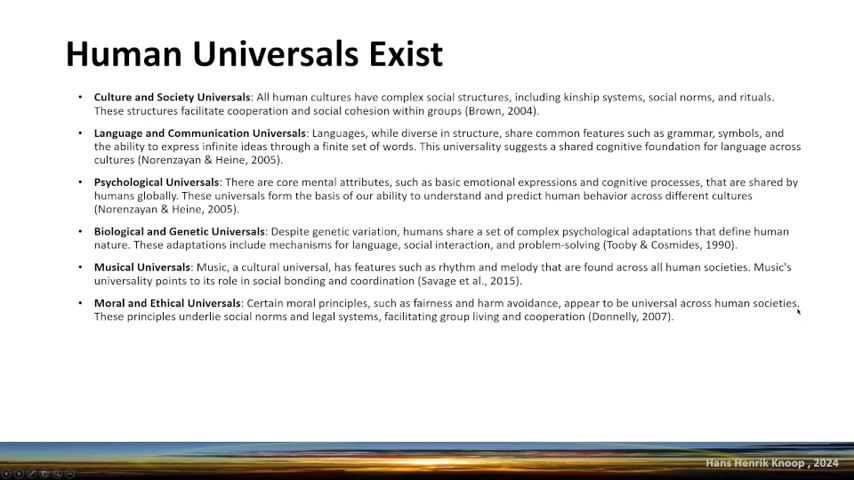 Human Universals Exist
• Culture and Society Universals: All human cultures have complex social structures, including kinship systems, social norms, and rituals.
These structures facilitate cooperation and social cohesion within groups (Brown, 2004).
• Language and Communication Universals: Languages, while diverse in structure, share common features such as grammar, symbols, and
the ability to express infinite ideas through a finite set of words. This universality suggests a shared cognitive foundation for language across
cultures (Norenzayan & Heine, 2005).
• Psychological Universals: There are core mental attributes, such as basic emotional expressions and cognitive processes, that are shared by
humans globally. These universals form the basis of our ability to understand and predict human behavior across different cultures
(Norenzayan & Heine, 2005).
• Biological and Genetic Universals: Despite genetic variation, humans share a set of complex psychological adaptations that define human
nature. These adaptations include mechanisms for language, social interaction, and problem-solving (Tooby & Cosmides, 1990).
• Musical Universals: Music, a cultural universal, has features such as rhythm and melody that are found across all human societies. Music's
universality points to its role in social bonding and coordination (Savage et al., 2015).
• Moral and Ethical Universals: Certain moral principles, such as fairness and harm avoidance, appear to be universal across human societies.
These principles underlie social norms and legal systems, facilitating group living and cooperation (Donnelly, 2007).
Hans Henrik Knoop , 2024